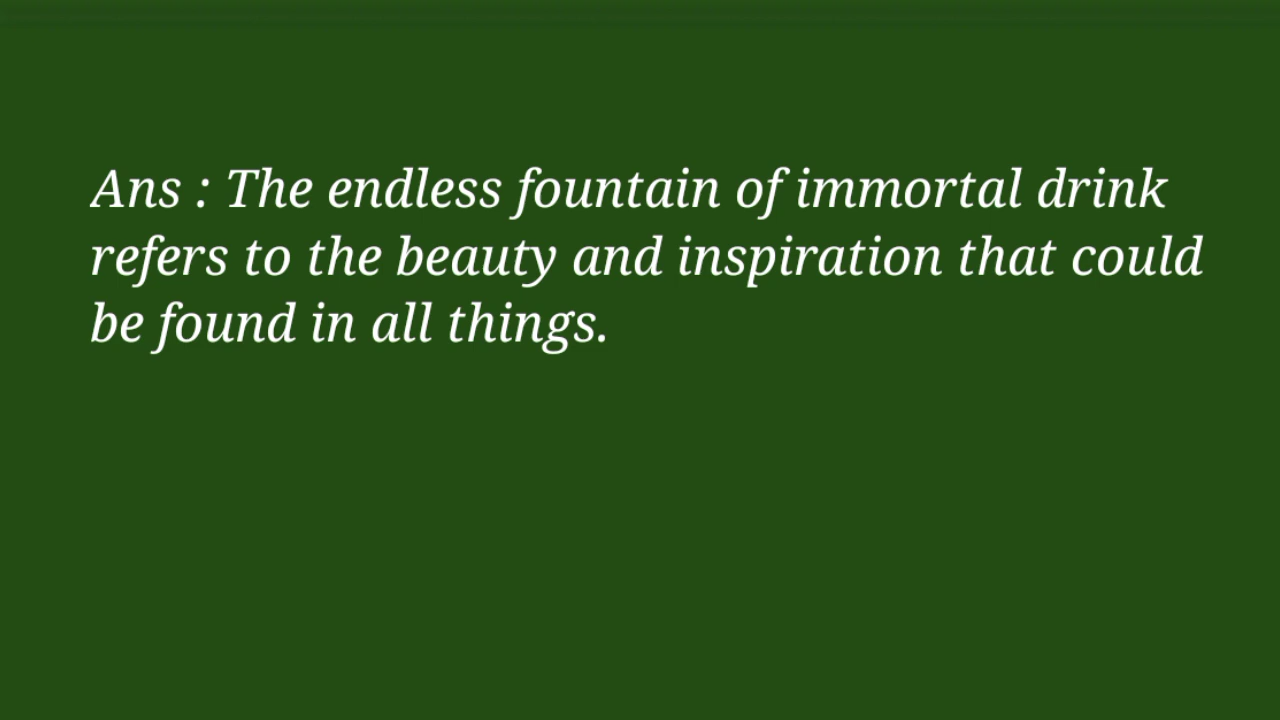 Ans : The endless fountain of immortal drink
refers to the beauty and inspiration that could
be found in all things.